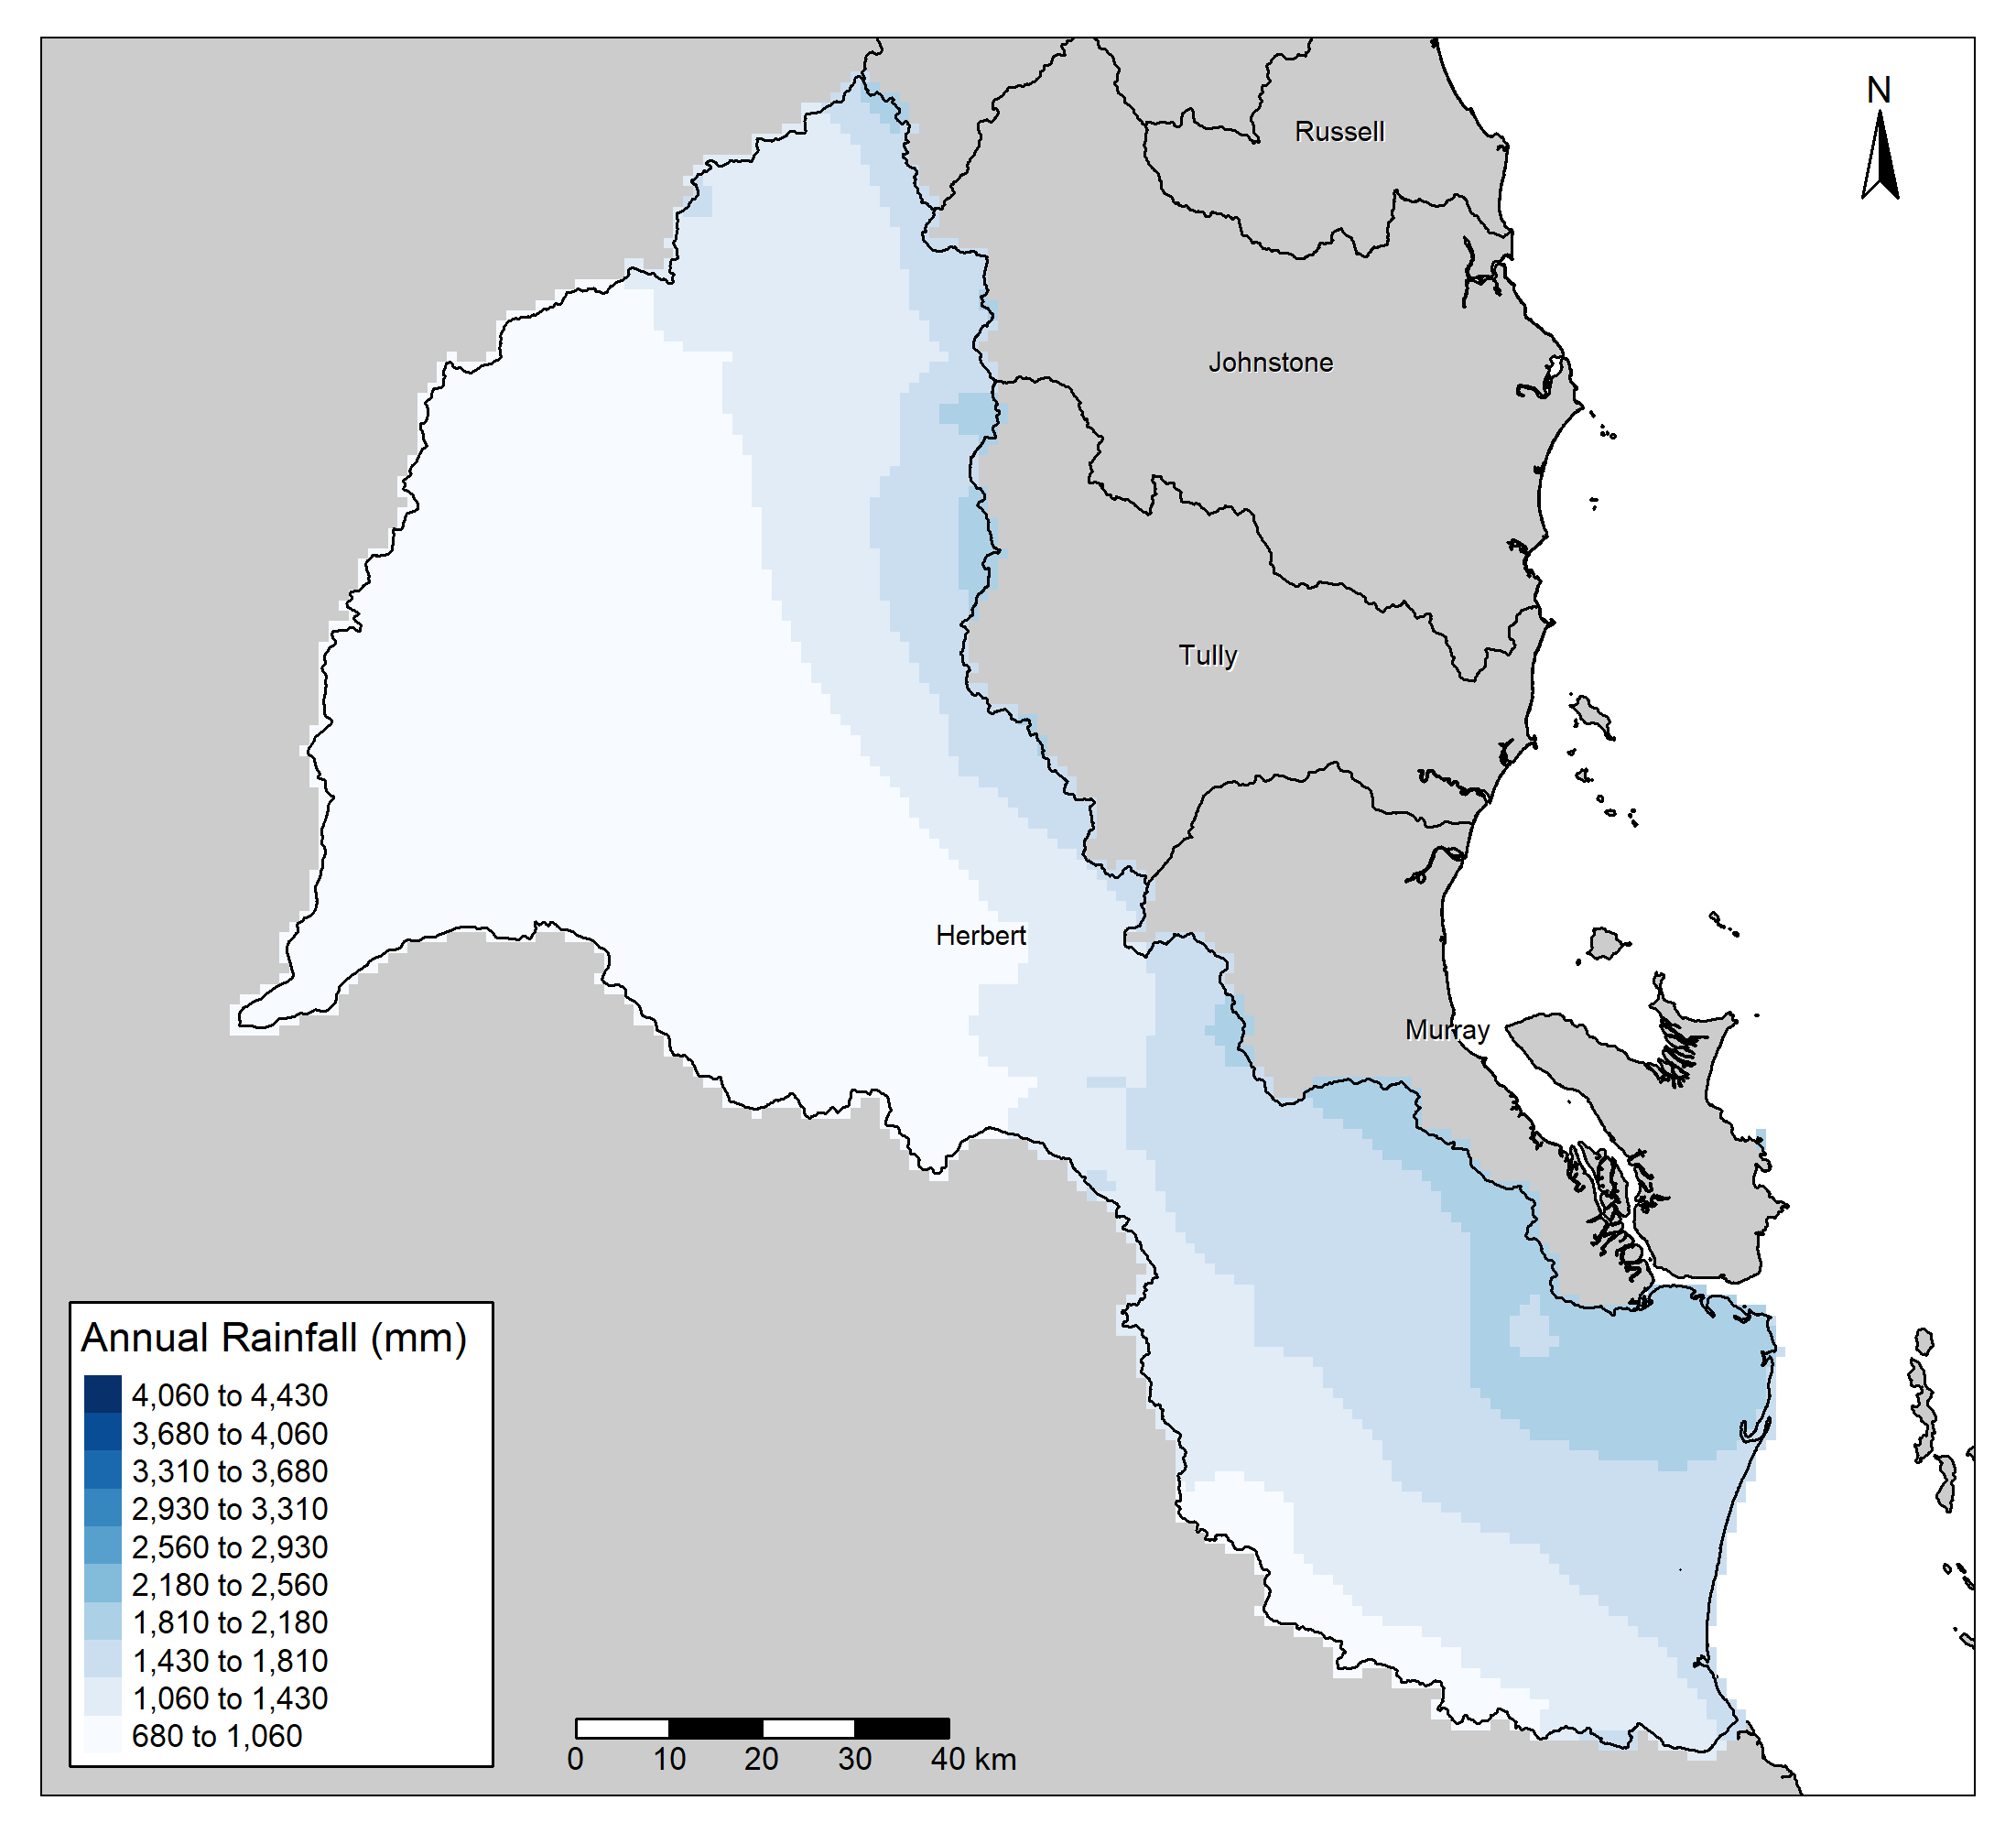 N
Russell
Johnstone
Tully
Herbert
Murray
Annual Rainfall (mm)
4,060 to 4,430
3,680 to 4,060
3,310 to 3,680
2,930 to 3,310
2,560 to 2,930
2,180 to 2,560
1,810 to 2,180
1,430 to 1,810
1,060 to 1,430
680 to 1,060
0 10 20 30 40 km